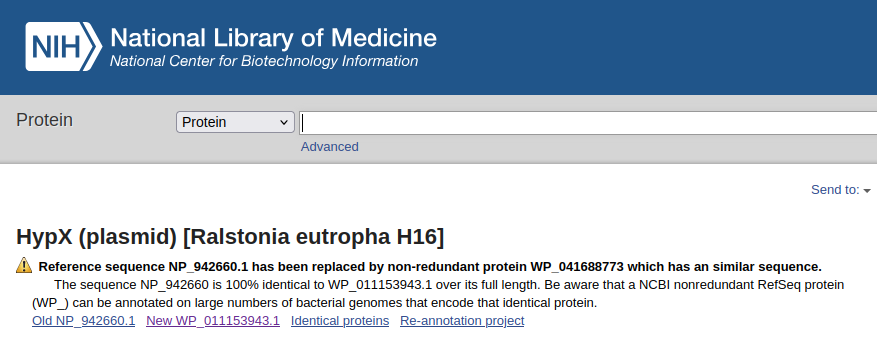 NIH National Library of Medicine
National Center for Biotechnology Information
Protein Protein
Advanced
Send to:
HypX (plasmid) [Ralstonia eutropha H16]
Reference sequence NP_942660.1 has been replaced by non-redundant protein WP_041688773 which has an similar sequence.
The sequence NP_942660 is 100% identical to WP_011153943.1 over its full length. Be aware that a NCBI nonredundant RefSeq protein
(WP_) can be annotated on large numbers of bacterial genomes that encode that identical protein.
Old NP_942660.1 New WP_011153943.1 Identical proteins Re-annotation project